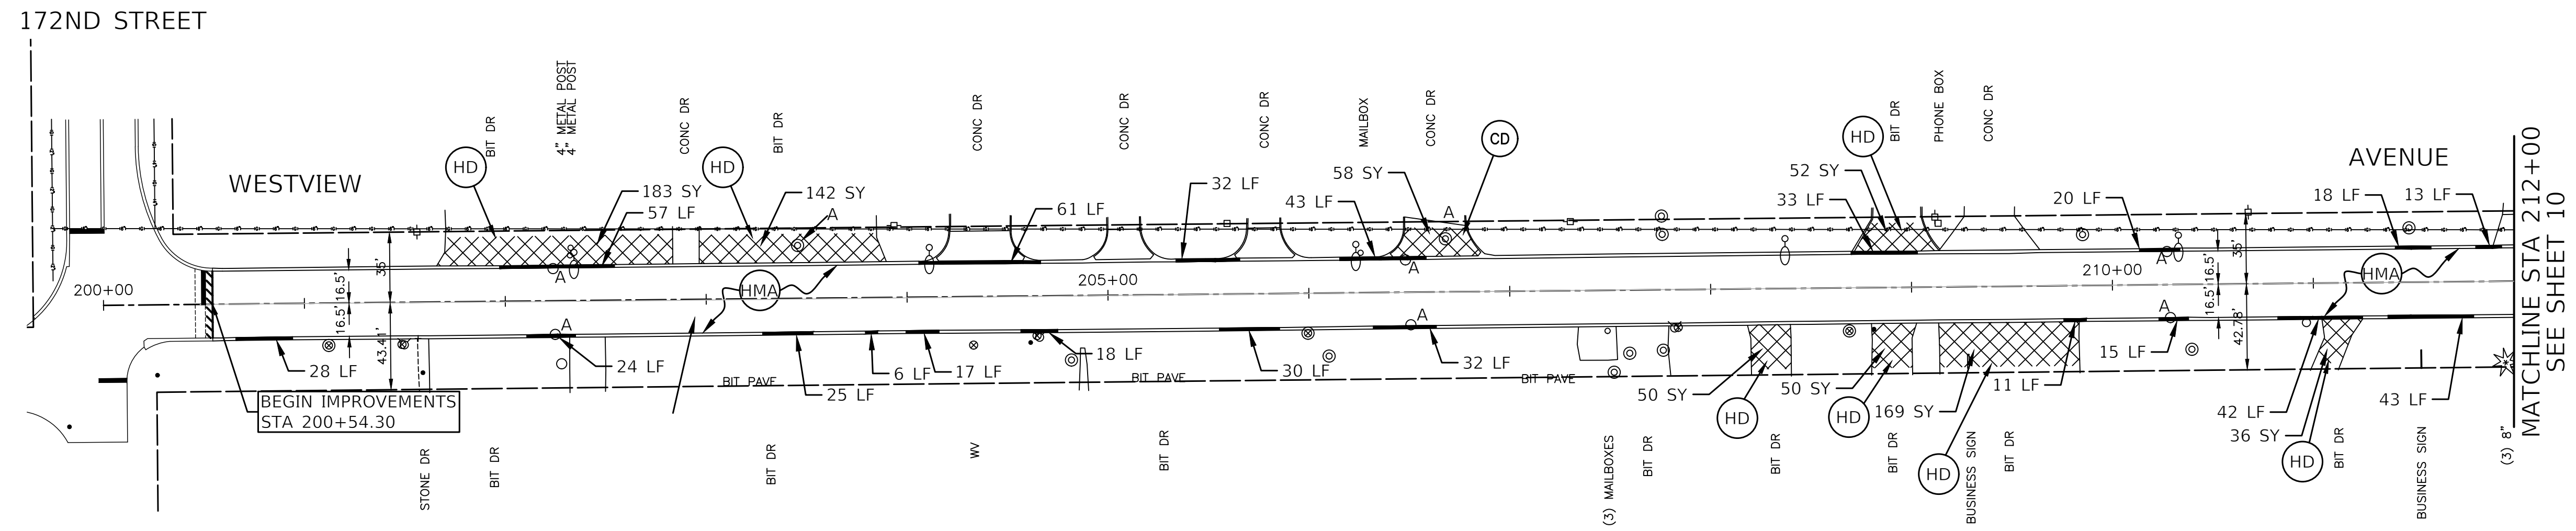 172ND STREET
WESTVIEW
AVENUE
BIT DR
4" METAL POST
4" METAL POST
CONC DR
BIT DR
CONC DR
CONC DR
CONC DR
MAILBOX
CONC DR
BIT DR
PHONE BOX
CONC DR
HD
183 SY
57 LF
HD
142 SY
A
61 LF
32 LF
43 LF
58 SY
A
CD
HD
52 SY
33 LF
20 LF
18 LF
13 LF
A
A
A
200+00
35'
16.5'
16.5'
43.41'
HMA
205+00
210+00
35'
16.5'
16.5'
42.78'
HMA
A
A
A
28 LF
24 LF
25 LF
6 LF
17 LF
18 LF
30 LF
32 LF
50 SY
50 SY
169 SY
11 LF
15 LF
42 LF
36 SY
43 LF
BIT PAVE
BIT PAVE
BIT PAVE
HD
HD
HD
HD
BEGIN IMPROVEMENTS
STA 200+54.30
STONE DR
BIT DR
BIT DR
WV
BIT DR
(3) MAILBOXES
BIT DR
BIT DR
BIT DR
BUSINESS SIGN
BIT DR
BIT DR
BUSINESS SIGN
(3) 8"
MATCHLINE STA 212+00
SEE SHEET 10